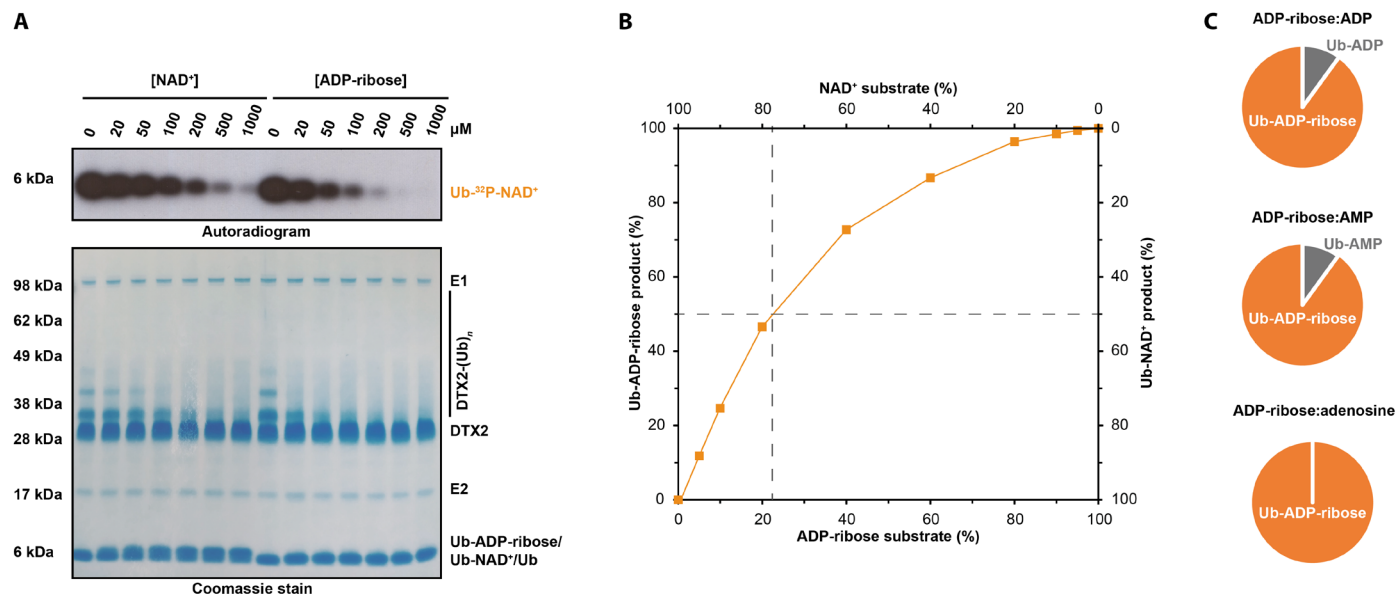 A
[NAD⁺] [ADP-ribose]
0 20 50 100 200 500 1000 0 20 50 100 200 500 1000 µM
6 kDa
Ub-³²P-NAD⁺
Autoradiogram
98 kDa
62 kDa
49 kDa
38 kDa
28 kDa
17 kDa
6 kDa
E1
DTX2-(Ub)ₙ
DTX2
E2
Ub-ADP-ribose/
Ub-NAD⁺/Ub
Coomassie stain
B
NAD⁺ substrate (%)
100 80 60 40 20 0
Ub-ADP-ribose product (%)
100
80
60
40
20
0
Ub-NAD⁺ product (%)
0
20
40
60
80
100
0 20 40 60 80 100
ADP-ribose substrate (%)
C
ADP-ribose:ADP
Ub-ADP
Ub-ADP-ribose
ADP-ribose:AMP
Ub-AMP
Ub-ADP-ribose
ADP-ribose:adenosine
Ub-ADP-ribose